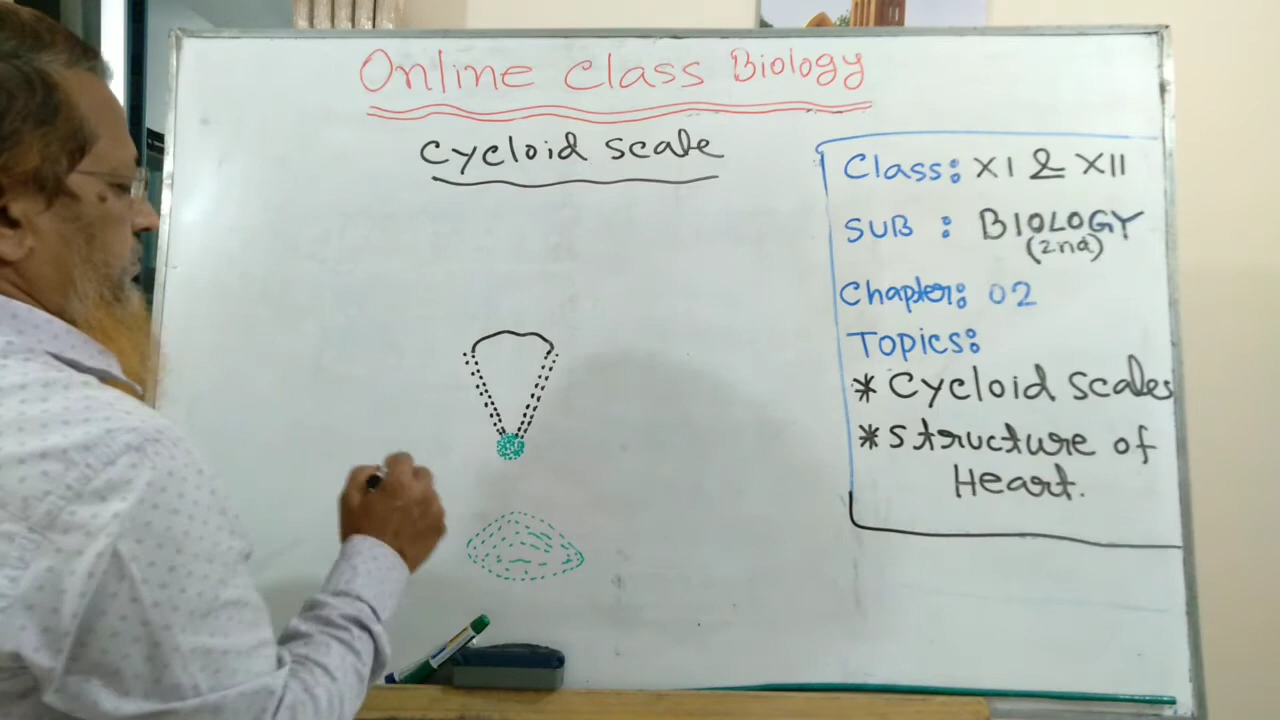 Online Class Biology
Cycloid scale
Class: XI & XII
SUB : BIOLOGY
(2nd)
Chapter: 02
Topics:
* Cycloid Scales
* Structure of
Heart.